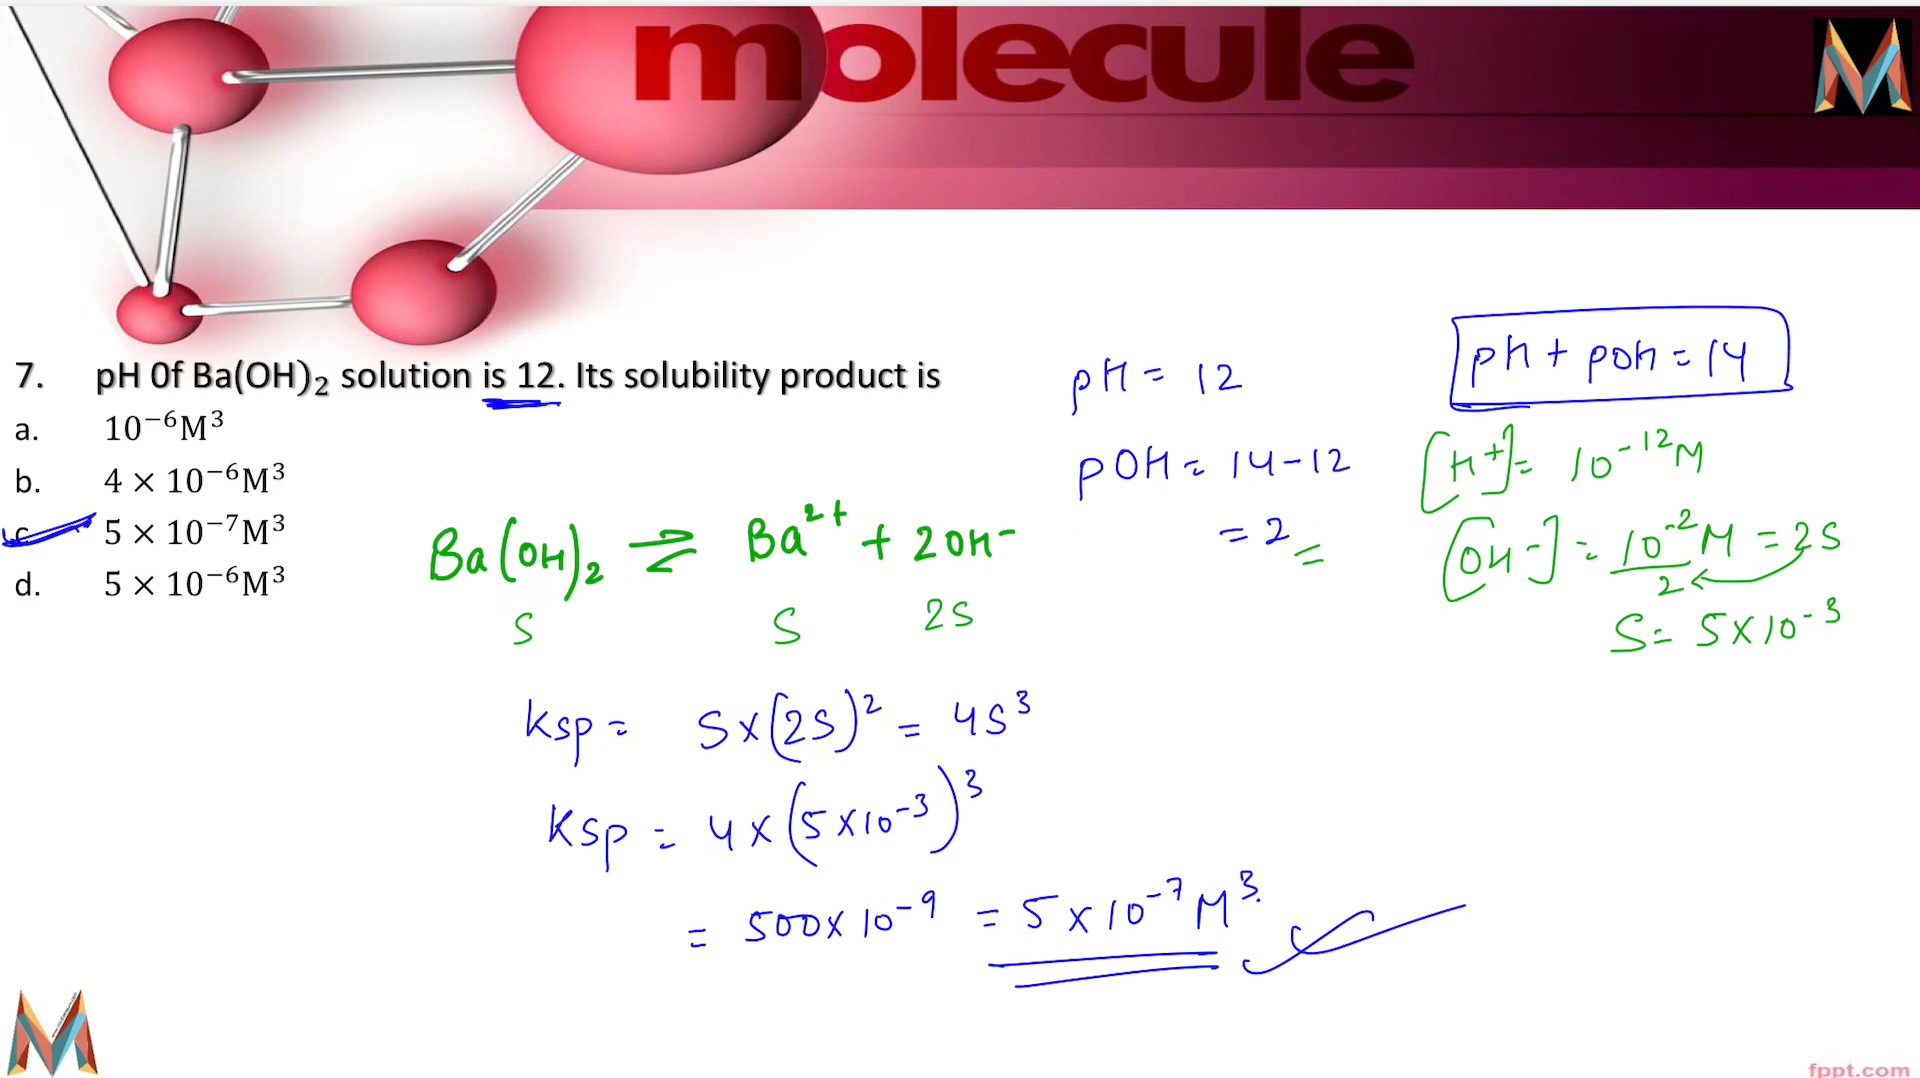 molecule
7. pH 0f Ba(OH)₂ solution is 12. Its solubility product is
a. 10⁻⁶M³
b. 4 × 10⁻⁶M³
c. 5 × 10⁻⁷M³
d. 5 × 10⁻⁶M³
pH = 12
pOH = 14-12
= 2
=
pH + pOH = 14
[H⁺] = 10⁻¹²M
[OH⁻] = 10⁻²M = 2S
2
S = 5×10⁻³
Ba(OH)₂ ⇌ Ba²⁺ + 2OH⁻
S S 2S
Ksp = S×(2S)² = 4S³
Ksp = 4×(5×10⁻³)³
= 500×10⁻⁹ = 5×10⁻⁷M³.
fppt.com